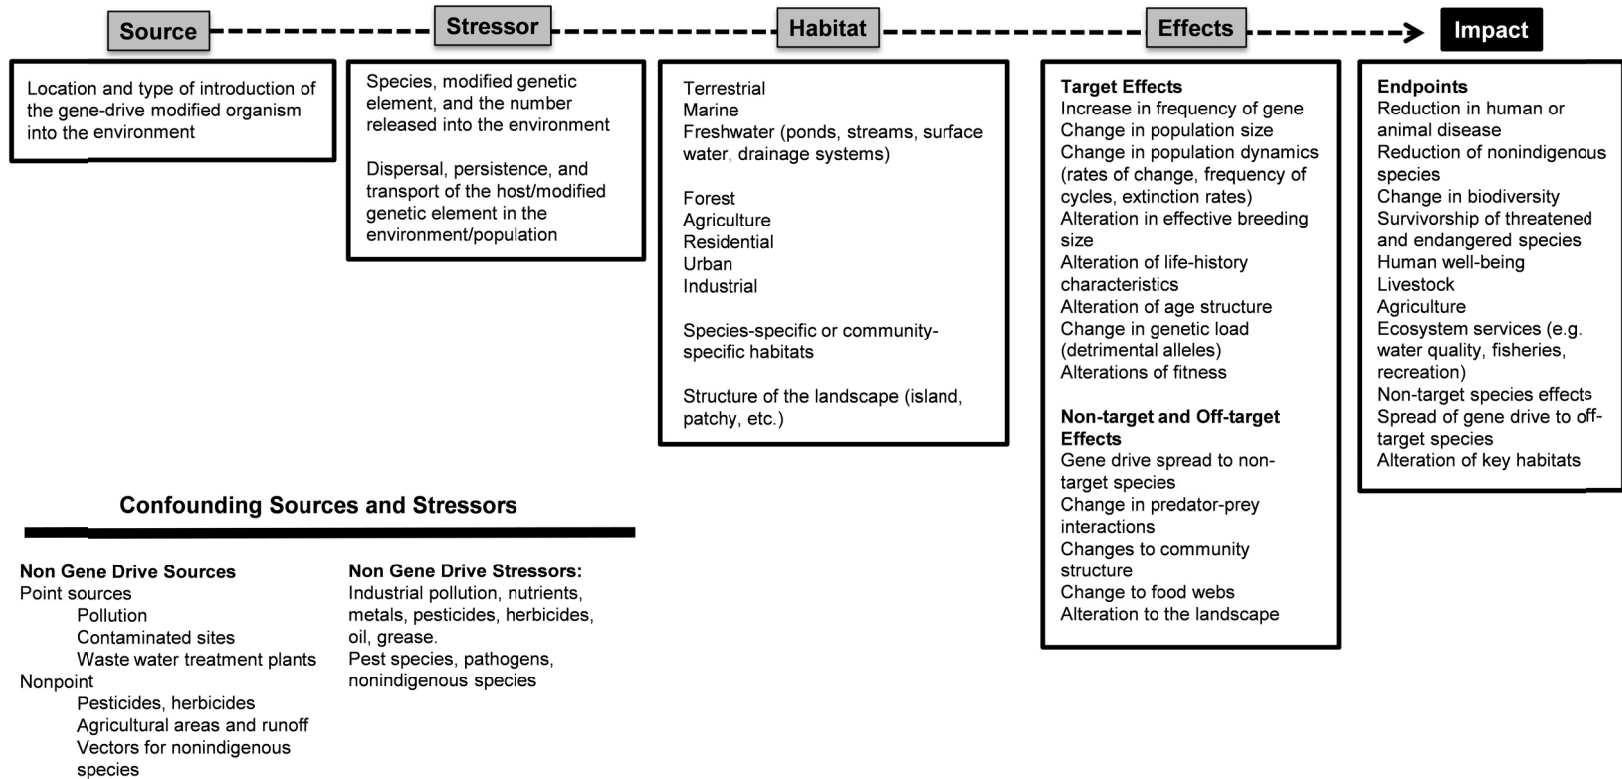 Source
Stressor
Habitat
Effects
Impact
Location and type of introduction of
the gene-drive modified organism
into the environment
Species, modified genetic
element, and the number
released into the environment
Dispersal, persistence, and
transport of the host/modified
genetic element in the
environment/population
Terrestrial
Marine
Freshwater (ponds, streams, surface
water, drainage systems)
Forest
Agriculture
Residential
Urban
Industrial
Species-specific or community-
specific habitats
Structure of the landscape (island,
patchy, etc.)
Target Effects
Increase in frequency of gene
Change in population size
Change in population dynamics
(rates of change, frequency of
cycles, extinction rates)
Alteration in effective breeding
size
Alteration of life-history
characteristics
Alteration of age structure
Change in genetic load
(detrimental alleles)
Alterations of fitness
Non-target and Off-target
Effects
Gene drive spread to non-
target species
Change in predator-prey
interactions
Changes to community
structure
Change to food webs
Alteration to the landscape
Endpoints
Reduction in human or
animal disease
Reduction of nonindigenous
species
Change in biodiversity
Survivorship of threatened
and endangered species
Human well-being
Livestock
Agriculture
Ecosystem services (e.g.
water quality, fisheries,
recreation)
Non-target species effects
Spread of gene drive to off-
target species
Alteration of key habitats
Confounding Sources and Stressors
Non Gene Drive Sources
Point sources
Pollution
Contaminated sites
Waste water treatment plants
Nonpoint
Pesticides, herbicides
Agricultural areas and runoff
Vectors for nonindigenous
species
Non Gene Drive Stressors:
Industrial pollution, nutrients,
metals, pesticides, herbicides,
oil, grease.
Pest species, pathogens,
nonindigenous species